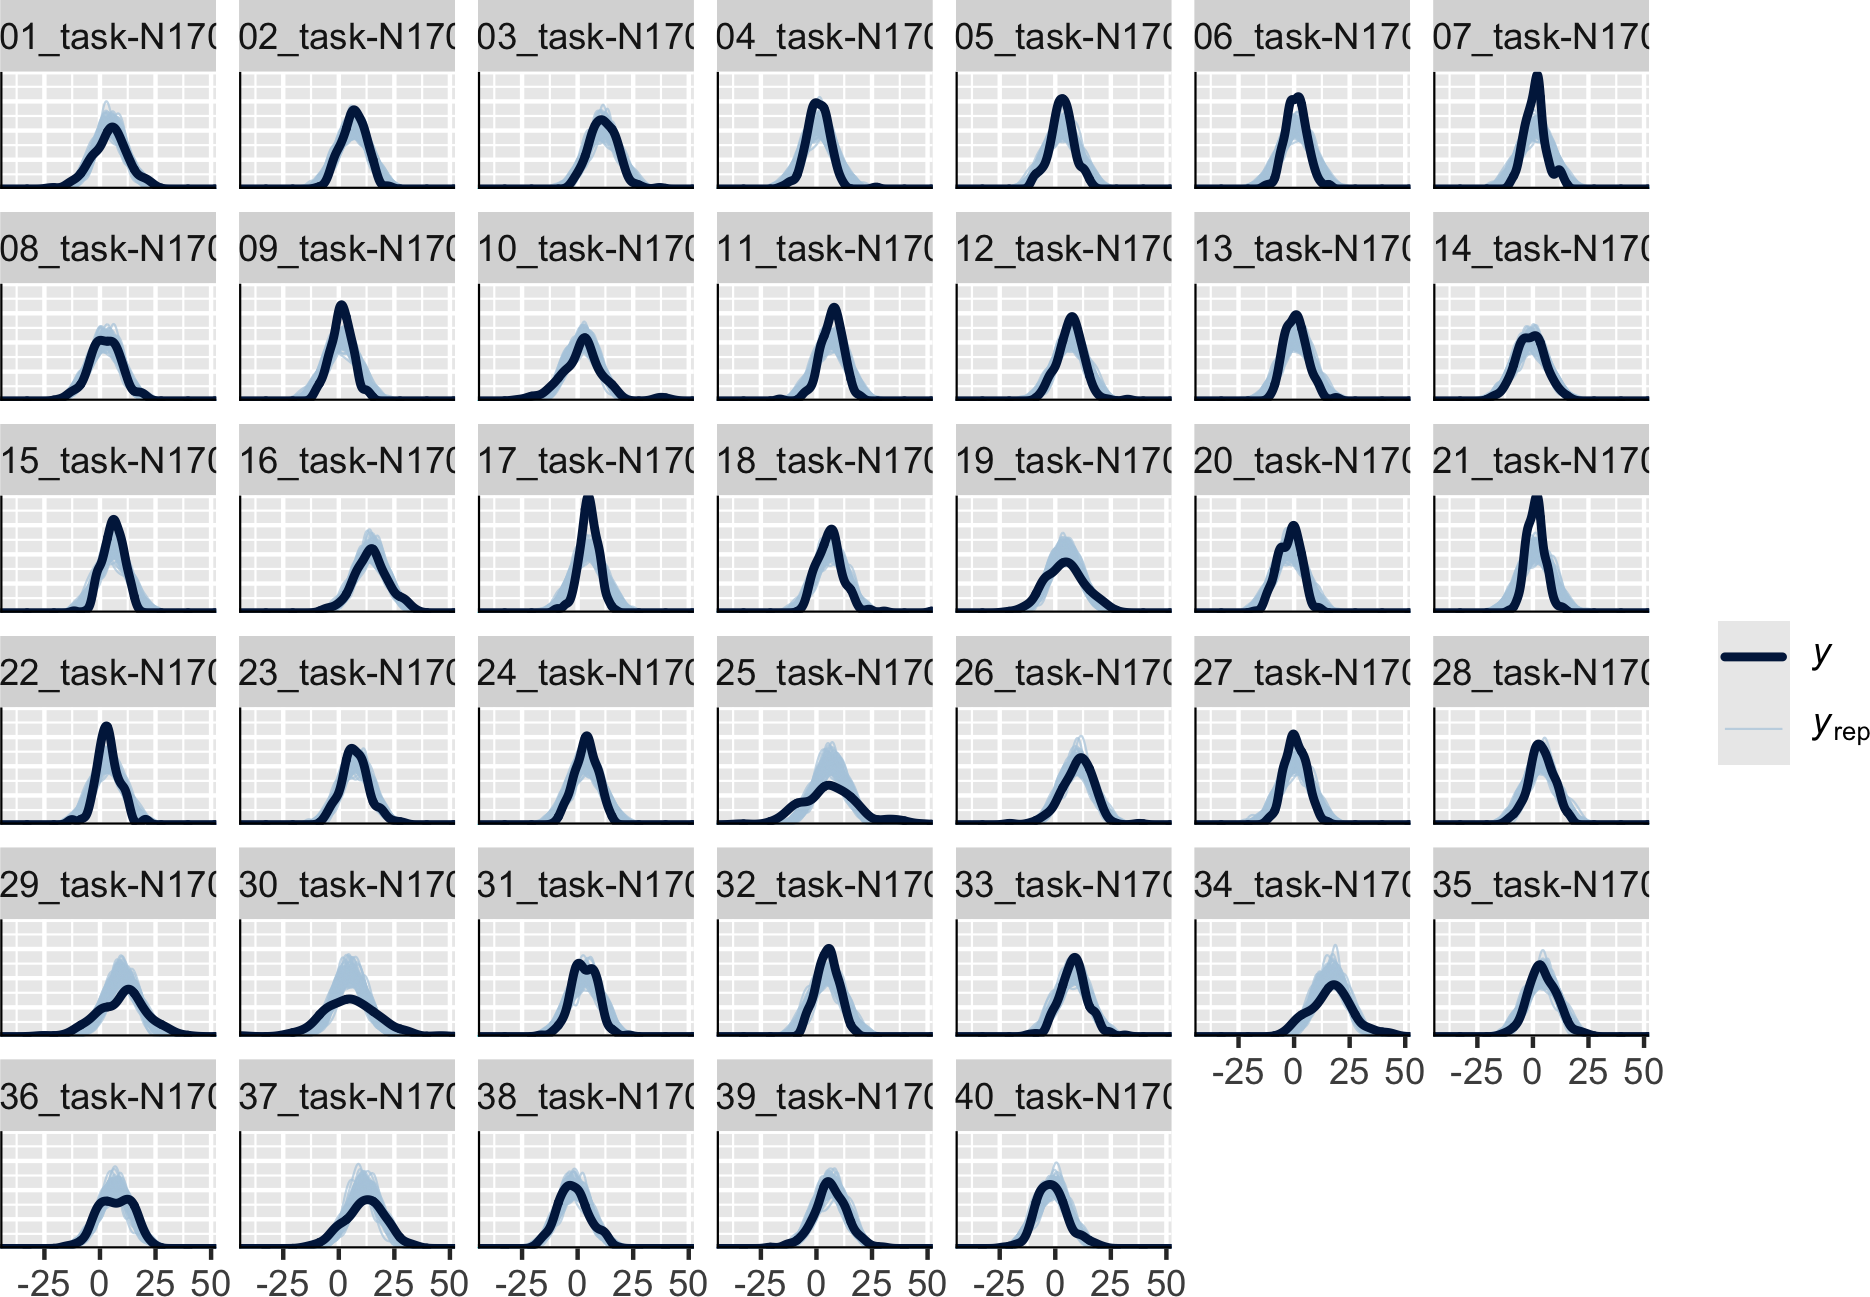 01_task-N170 02_task-N170 03_task-N170 04_task-N170 05_task-N170 06_task-N170 07_task-N170
08_task-N170 09_task-N170 10_task-N170 11_task-N170 12_task-N170 13_task-N170 14_task-N170
15_task-N170 16_task-N170 17_task-N170 18_task-N170 19_task-N170 20_task-N170 21_task-N170
22_task-N170 23_task-N170 24_task-N170 25_task-N170 26_task-N170 27_task-N170 28_task-N170
y
yrep
29_task-N170 30_task-N170 31_task-N170 32_task-N170 33_task-N170 34_task-N170 35_task-N170
-25 0 25 50 -25 0 25 50
36_task-N170 37_task-N170 38_task-N170 39_task-N170 40_task-N170
-25 0 25 50 -25 0 25 50 -25 0 25 50 -25 0 25 50 -25 0 25 50